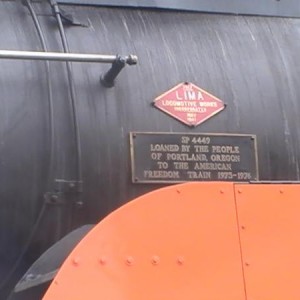 LIMA
LOCOMOTIVE WORKS
INCORPORATED
SP 4449
LOANED BY THE PEOPLE
OF PORTLAND, OREGON
TO THE AMERICAN
FREEDOM TRAIN 1975-1976